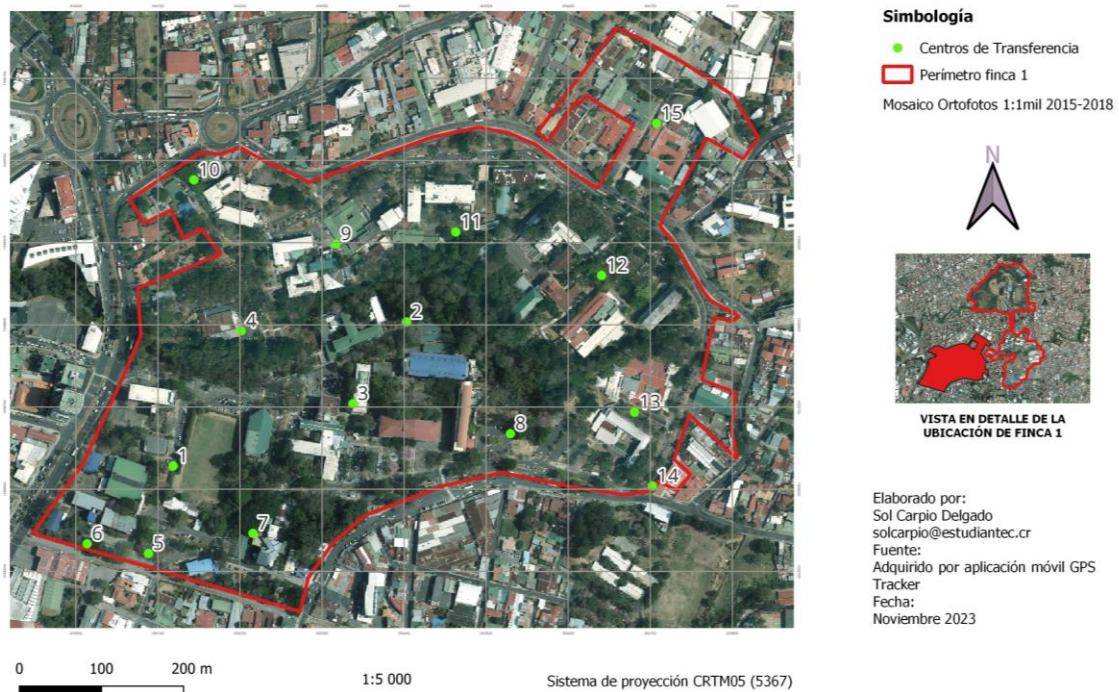 Simbología
Centros de Transferencia
Perímetro finca 1
Mosaico Ortofotos 1:1mil 2015-2018
N
15
10
11
9
12
2
4
3
13
8
1
14
7
6
5
VISTA EN DETALLE DE LA
UBICACIÓN DE FINCA 1
Elaborado por:
Sol Carpio Delgado
solcarpio@estudiantec.cr
Fuente:
Adquirido por aplicación móvil GPS
Tracker
Fecha:
Noviembre 2023
0 100 200 m
1:5 000
Sistema de proyección CRTM05 (5367)